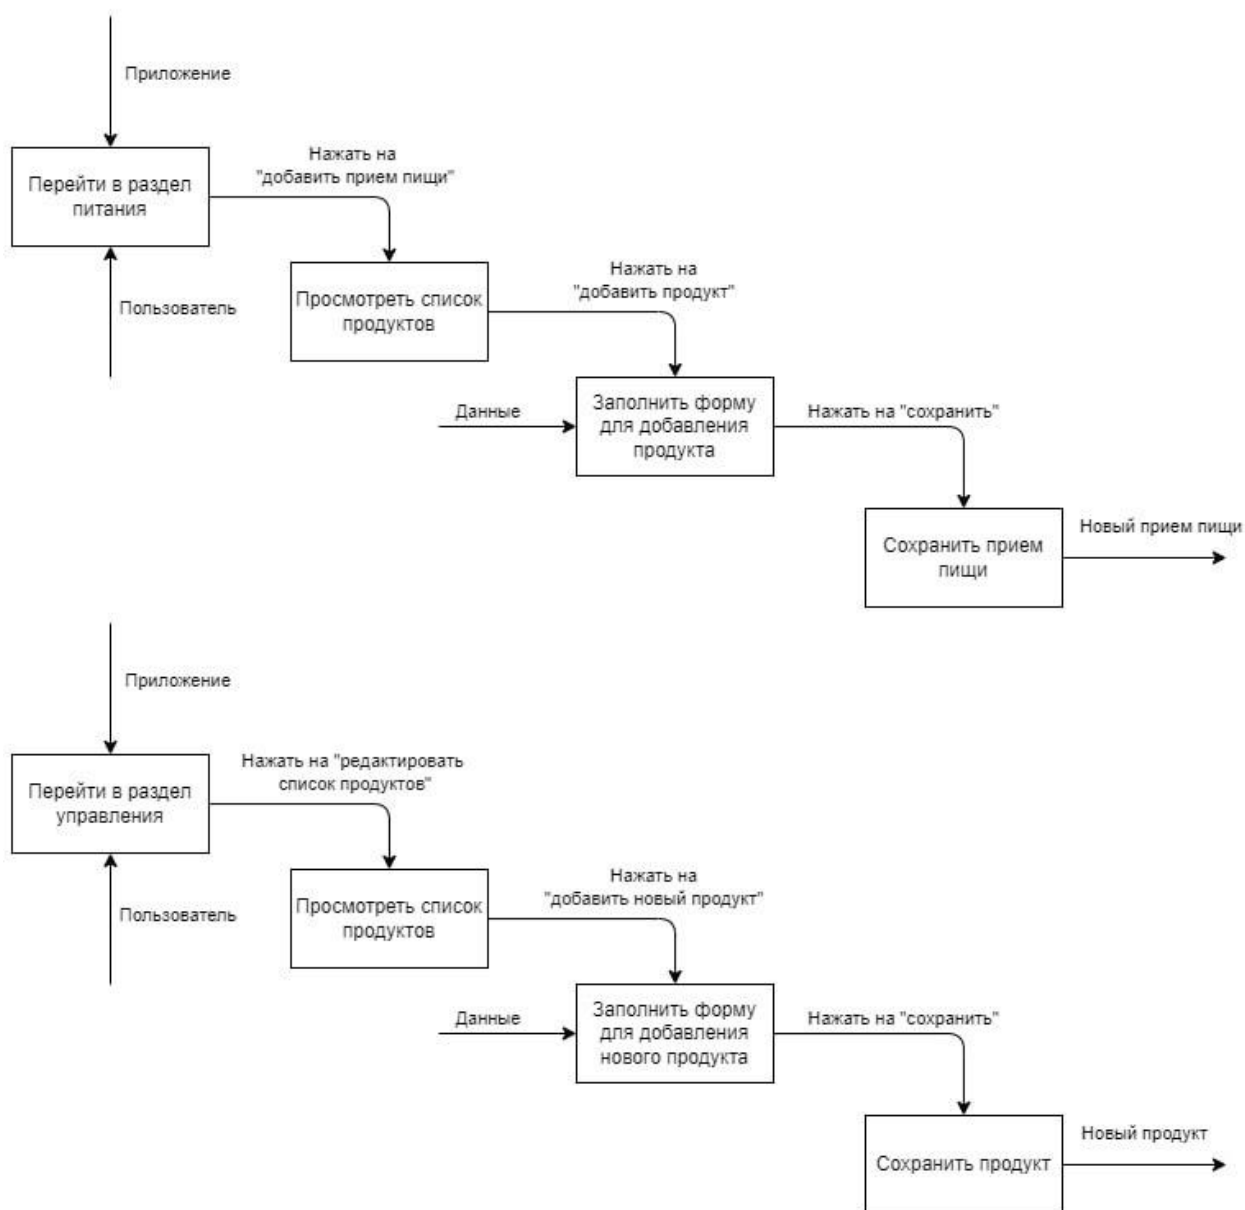 Приложение
Перейти в раздел
питания
Нажать на
"добавить прием пищи"
Пользователь
Просмотреть список
продуктов
Нажать на
"добавить продукт"
Данные
Заполнить форму
для добавления
продукта
Нажать на "сохранить"
Сохранить прием
пищи
Новый прием пищи
Приложение
Перейти в раздел
управления
Нажать на "редактировать
список продуктов"
Пользователь
Просмотреть список
продуктов
Нажать на
"добавить новый продукт"
Данные
Заполнить форму
для добавления
нового продукта
Нажать на "сохранить"
Сохранить продукт
Новый продукт